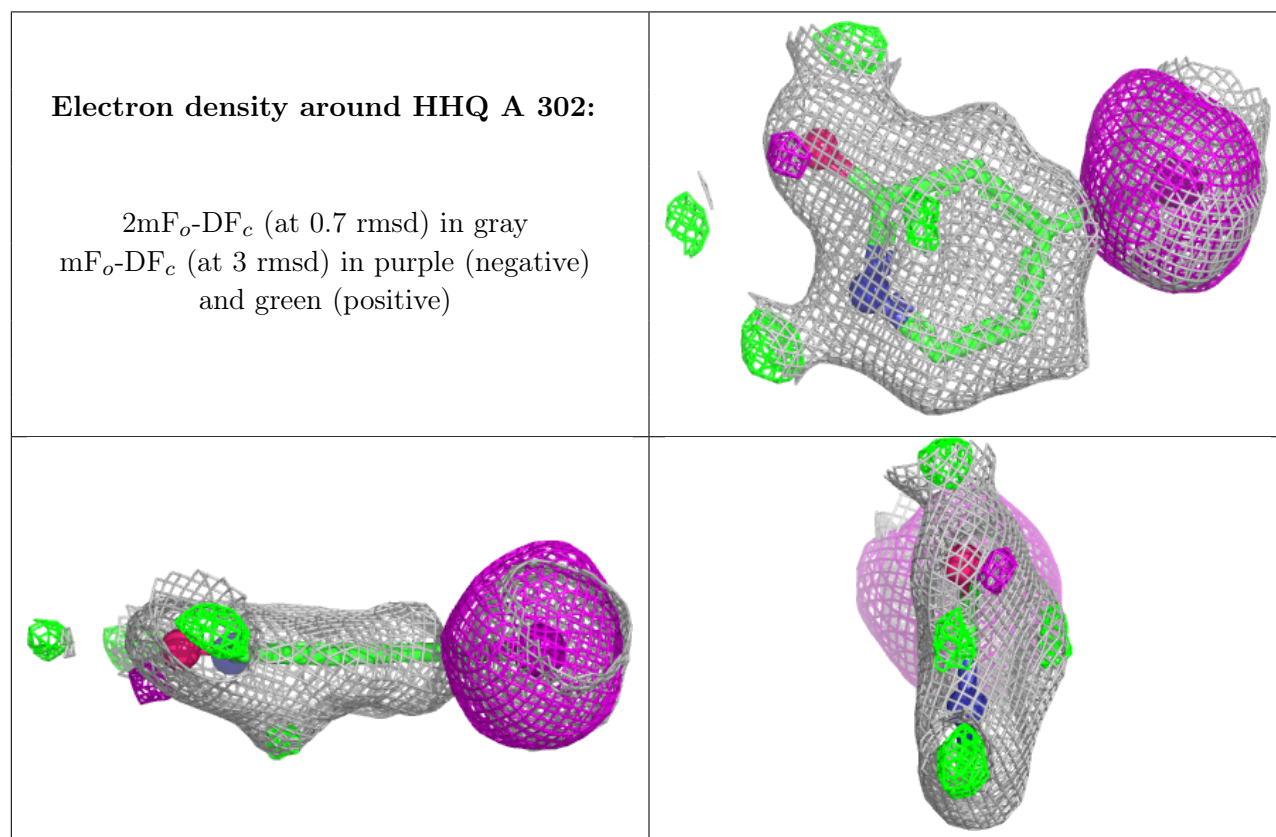 Electron density around HHQ A 302:
2mFo-DFc (at 0.7 rmsd) in gray
mFo-DFc (at 3 rmsd) in purple (negative)
and green (positive)